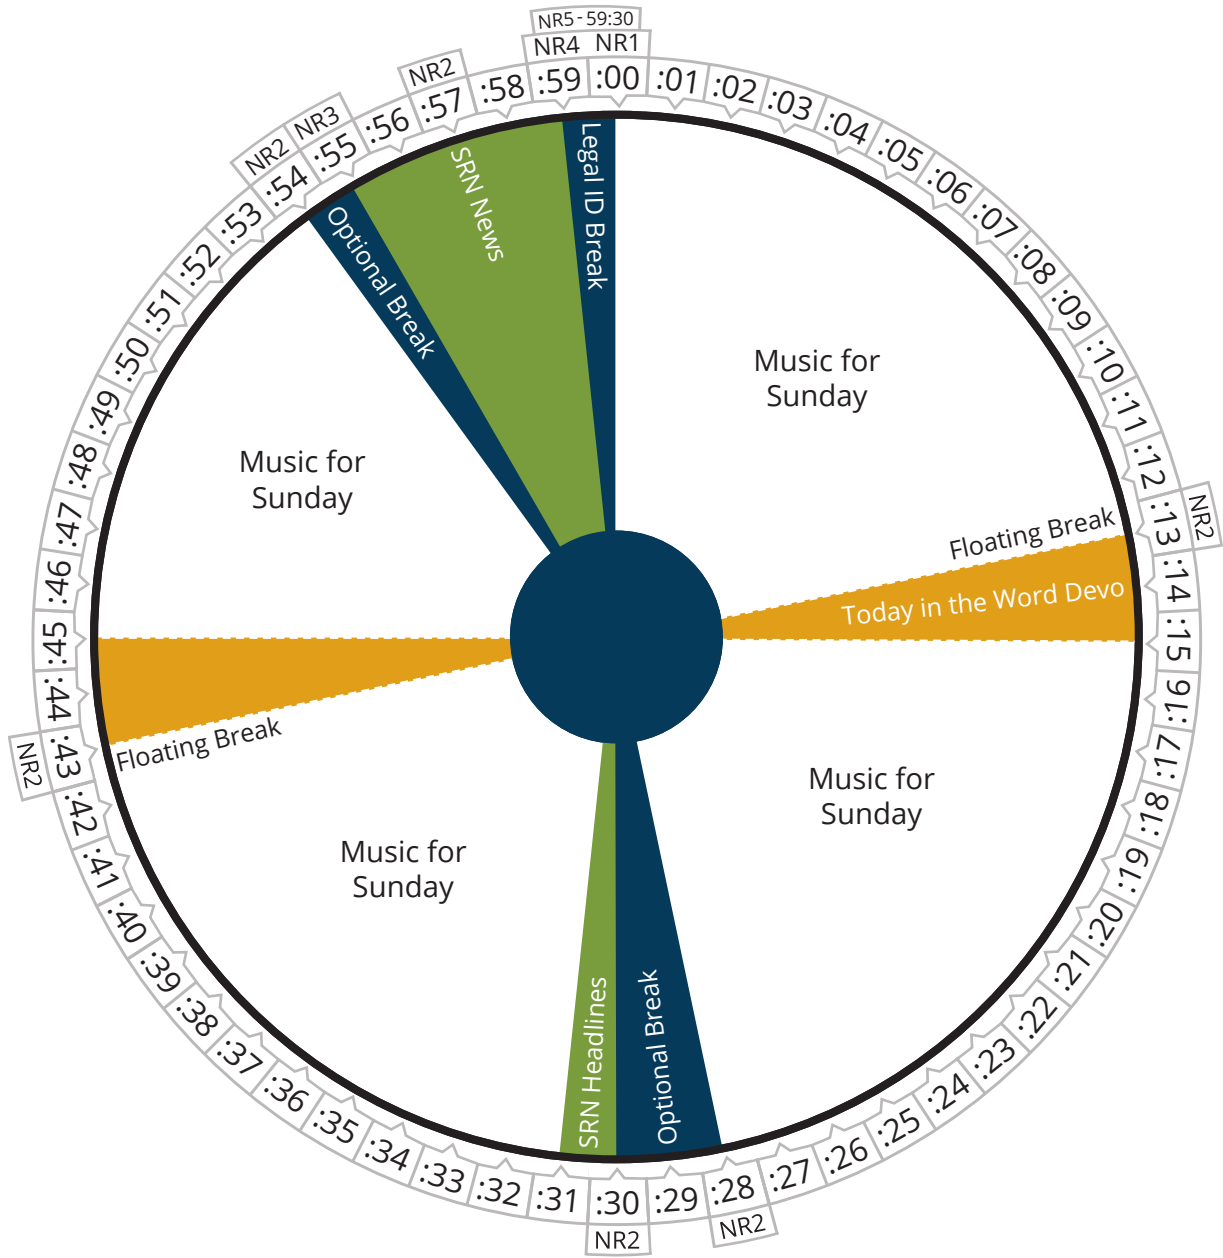 NR5 - 59:30
NR4 NR1
:00
:01
:02
:03
:04
:05
:06
:07
:08
:09
:10
:11
:12
:13
NR2
:14
:15
:16
:17
:18
:19
:20
:21
:22
:23
:24
:25
:26
:27
:28
NR2
:29
:30
NR2
:31
:32
:33
:34
:35
:36
:37
:38
:39
:40
:41
:42
:43
NR2
:44
:45
:46
:47
:48
:49
:50
:51
:52
:53
:54
NR2
:55
NR3
:56
:57
NR2
:58
:59
Legal ID Break
SRN News
Optional Break
Music for
Sunday
Floating Break
Today in the Word Devo
Music for
Sunday
Optional Break
SRN Headlines
Music for
Sunday
Floating Break
Music for
Sunday